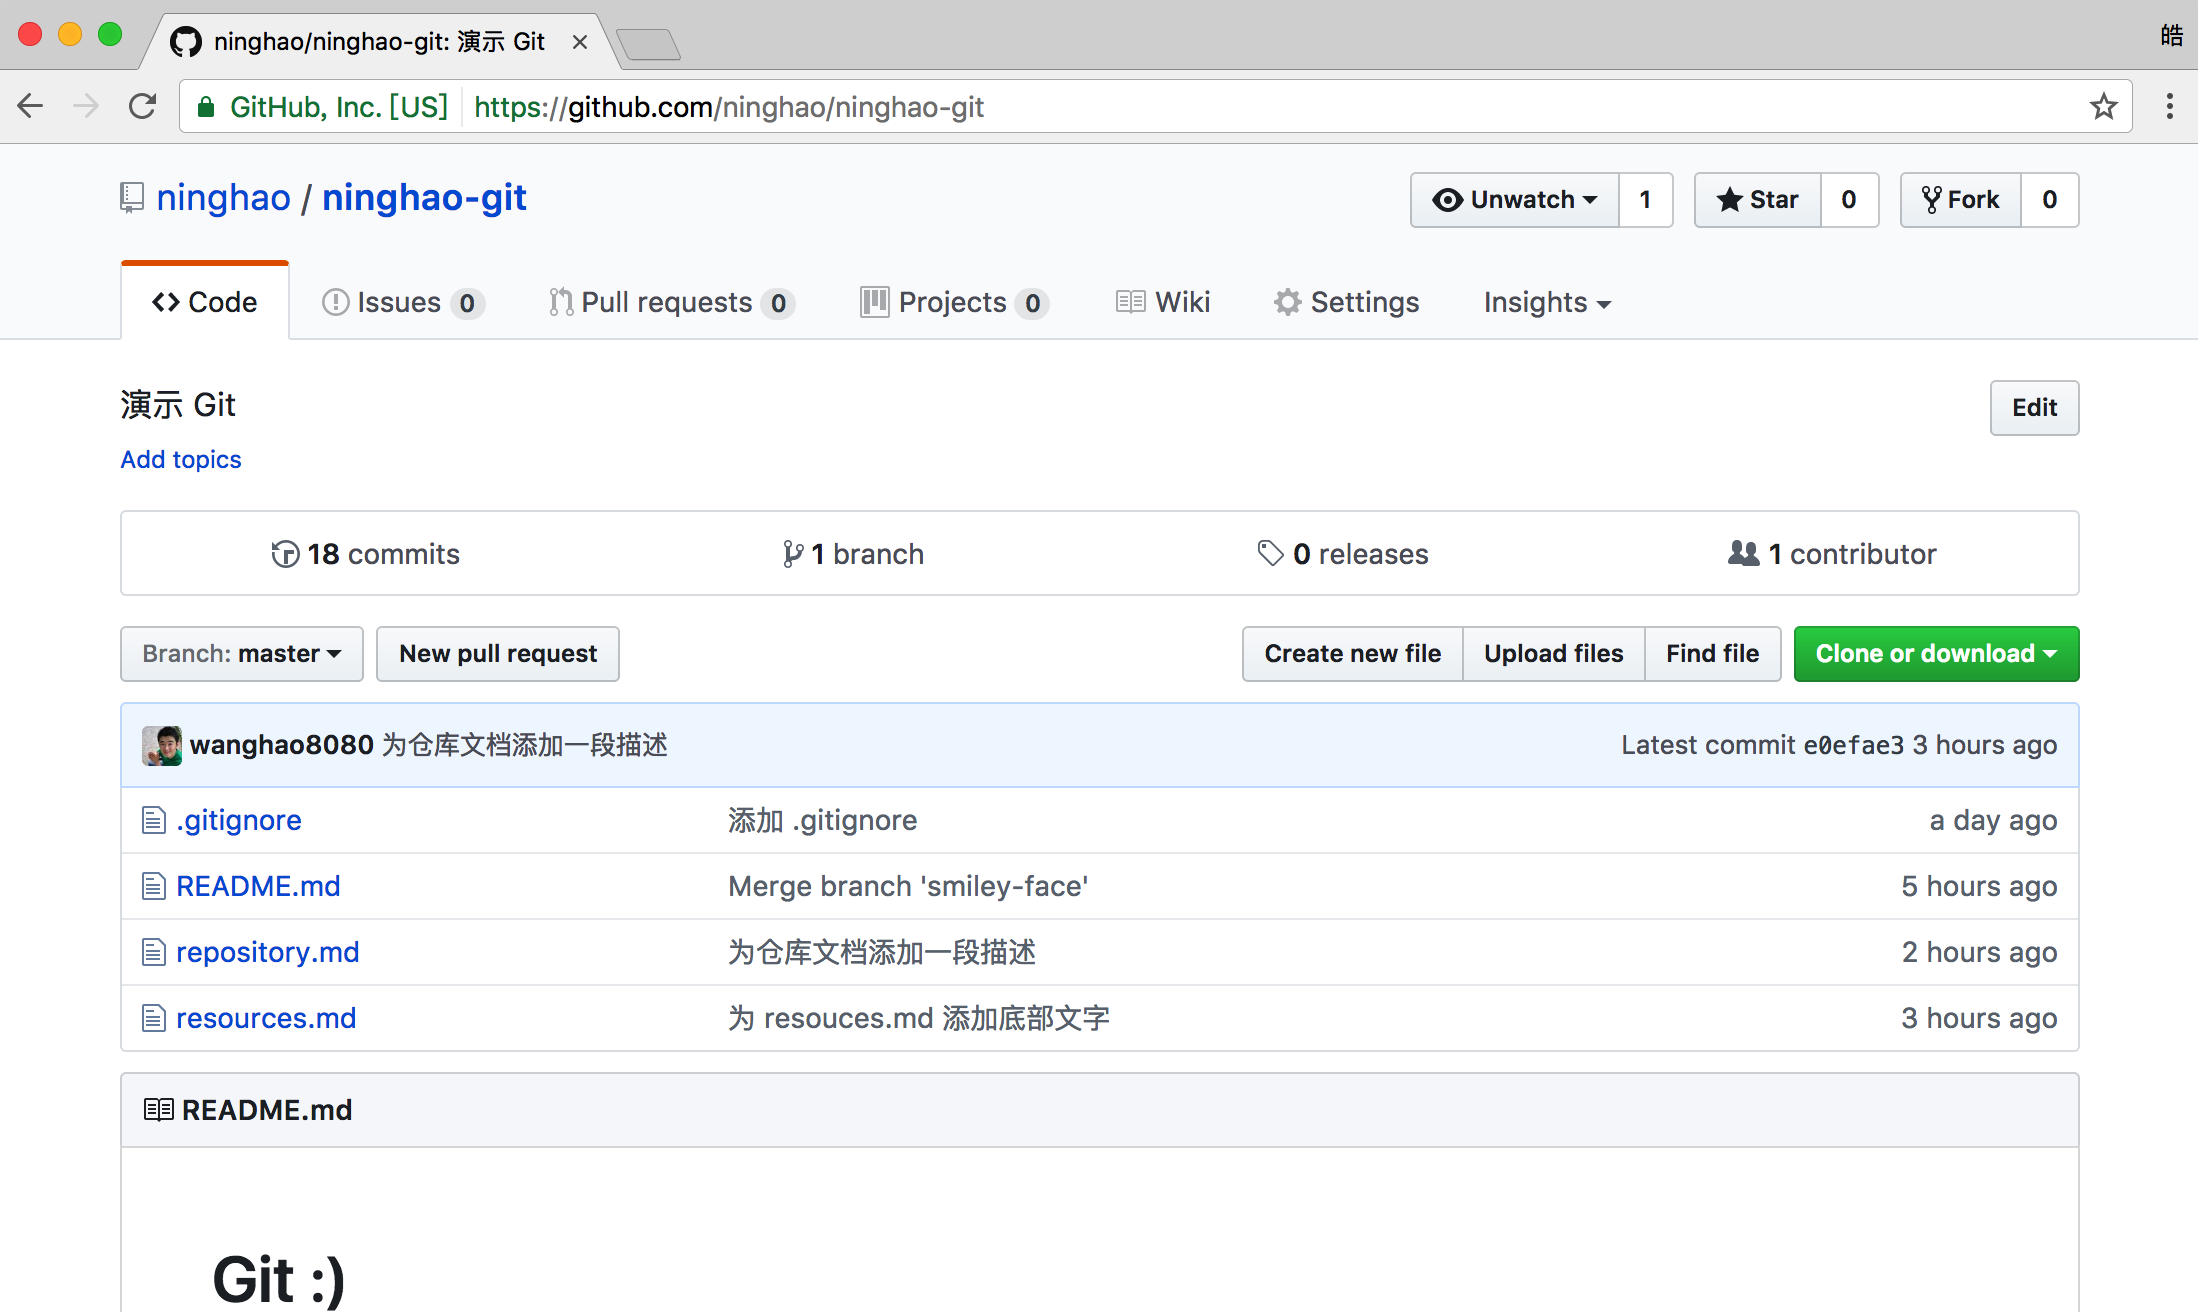 ninghao/ninghao-git: 演示 Git
皓
GitHub, Inc. [US] https://github.com/ninghao/ninghao-git
ninghao / ninghao-git Unwatch 1 Star 0 Fork 0
Code Issues 0 Pull requests 0 Projects 0 Wiki Settings Insights
演示 Git Edit
Add topics
18 commits 1 branch 0 releases 1 contributor
Branch: master New pull request Create new file Upload files Find file Clone or download
wanghao8080 为仓库文档添加一段描述 Latest commit e0efae3 3 hours ago
.gitignore 添加 .gitignore a day ago
README.md Merge branch 'smiley-face' 5 hours ago
repository.md 为仓库文档添加一段描述 2 hours ago
resources.md 为 resouces.md 添加底部文字 3 hours ago
README.md
Git :)